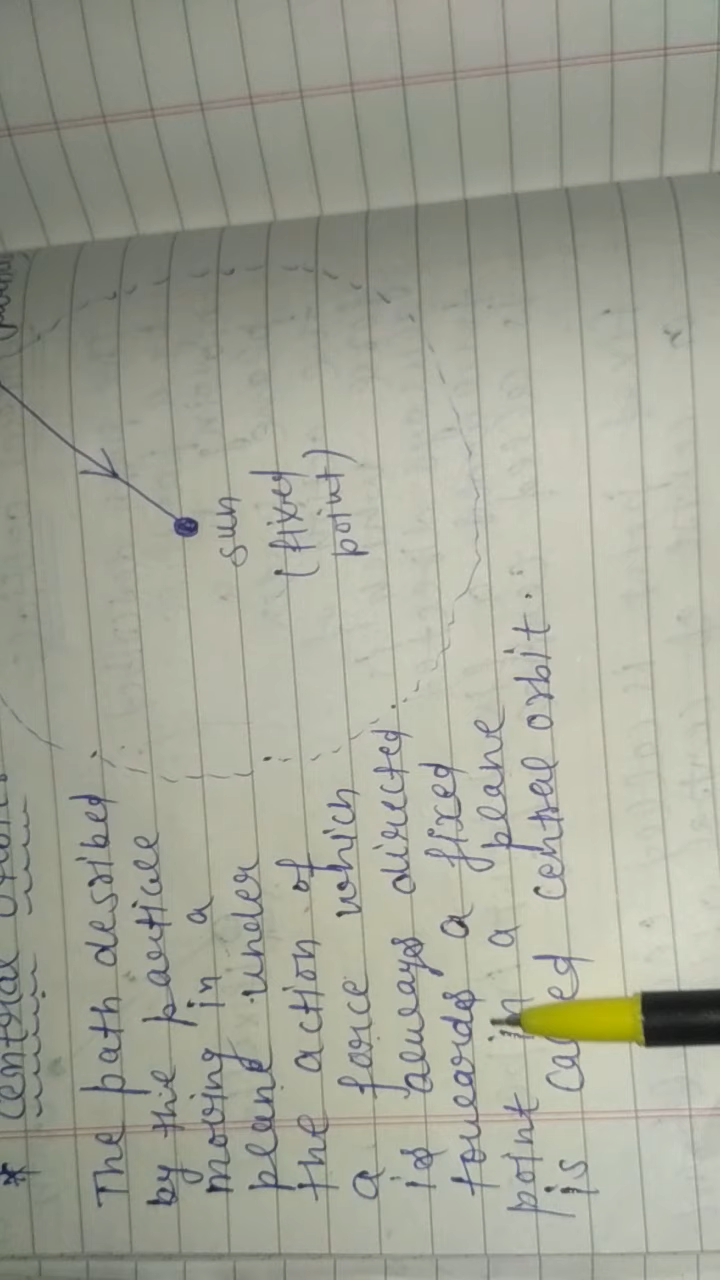 * central orbit:
The path desribed
by the particle
moving in a
plane under
the action of
a force which
is always directed
towards a fixed
point in a plane
is called central orbit.
sun
(fixed
point)